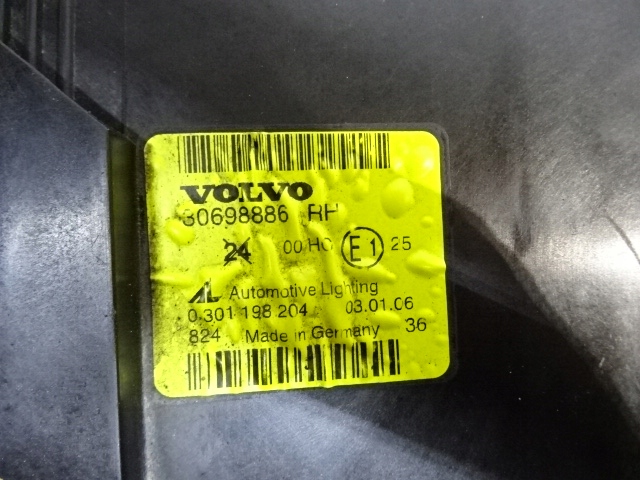 VOLVO
30698886 RH
24 00 HC E1 25
AL Automotive Lighting
0 301 198 204 03.01.06
824 Made in Germany 36